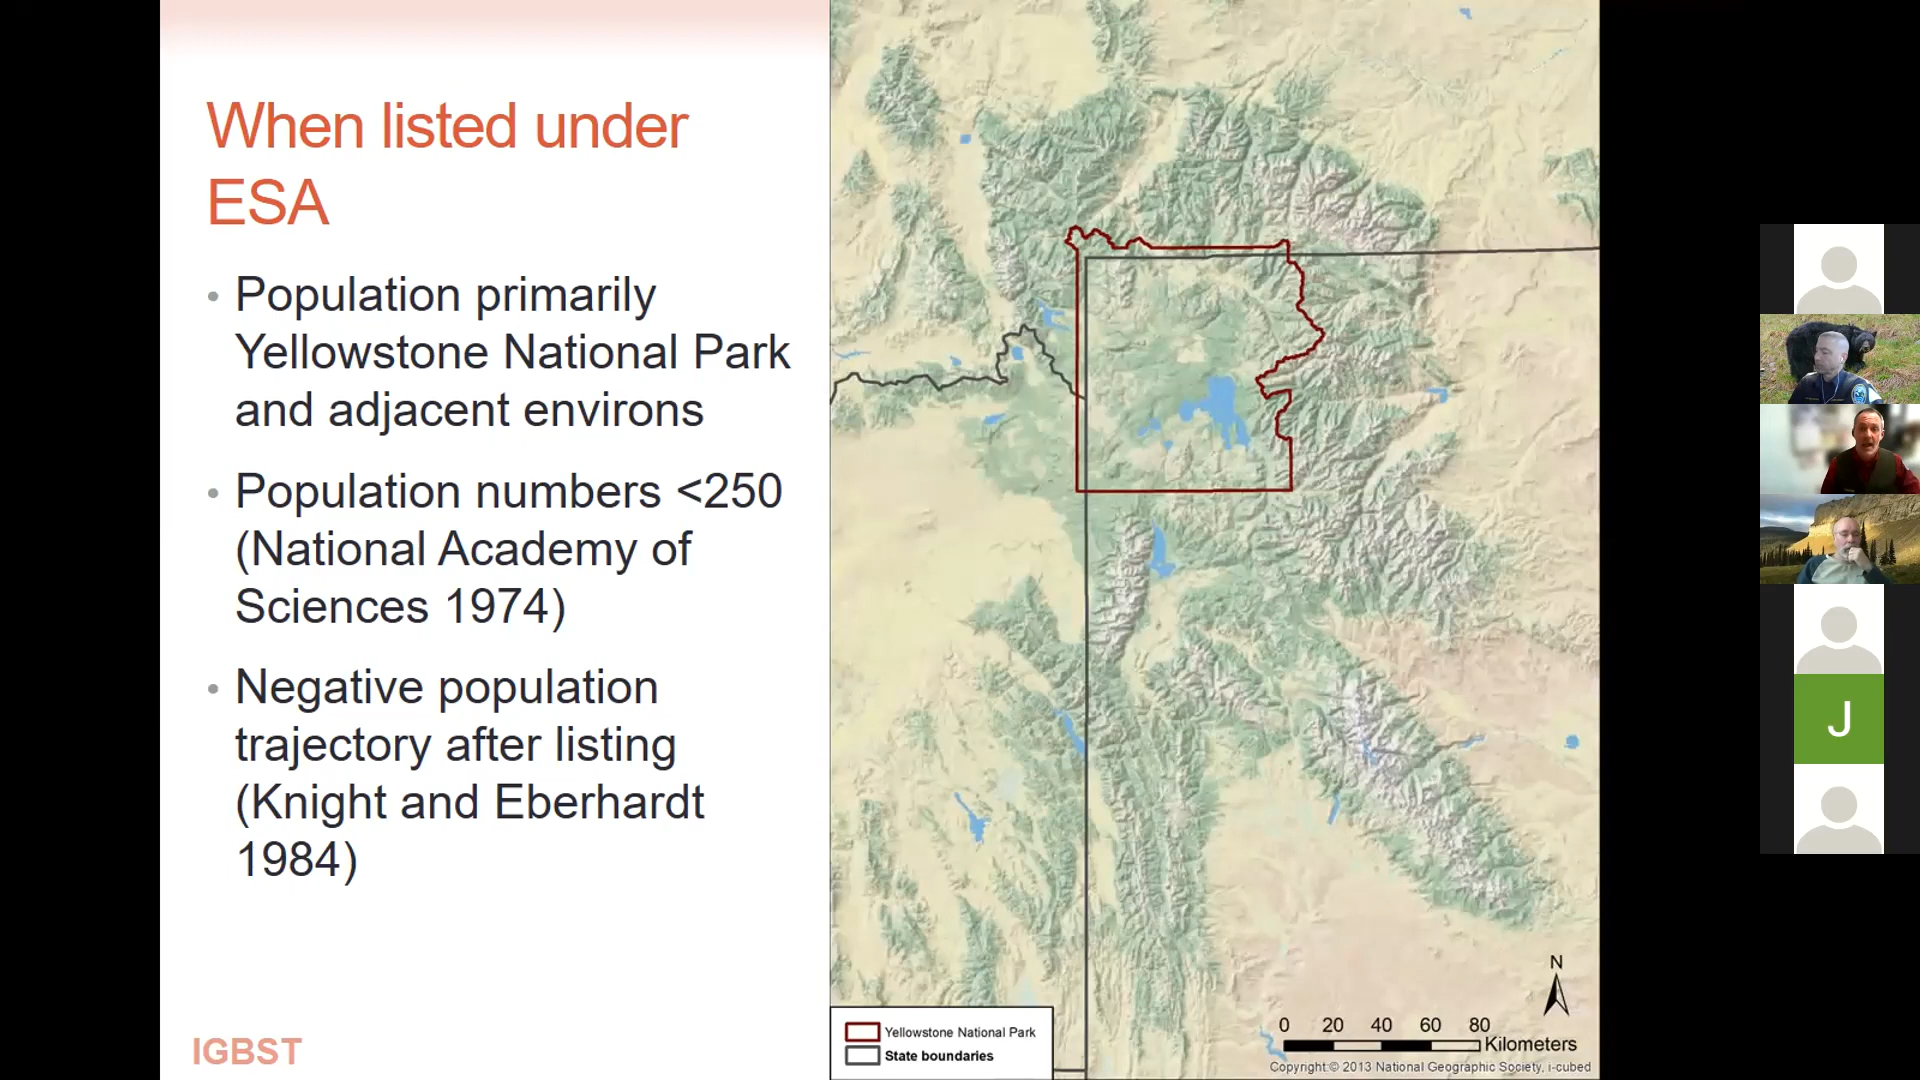 When listed under
ESA
• Population primarily
Yellowstone National Park
and adjacent environs
• Population numbers <250
(National Academy of
Sciences 1974)
• Negative population
trajectory after listing
(Knight and Eberhardt
1984)
IGBST
Yellowstone National Park
State boundaries
N
0 20 40 60 80
Kilometers
Copyright:© 2013 National Geographic Society, i-cubed
J